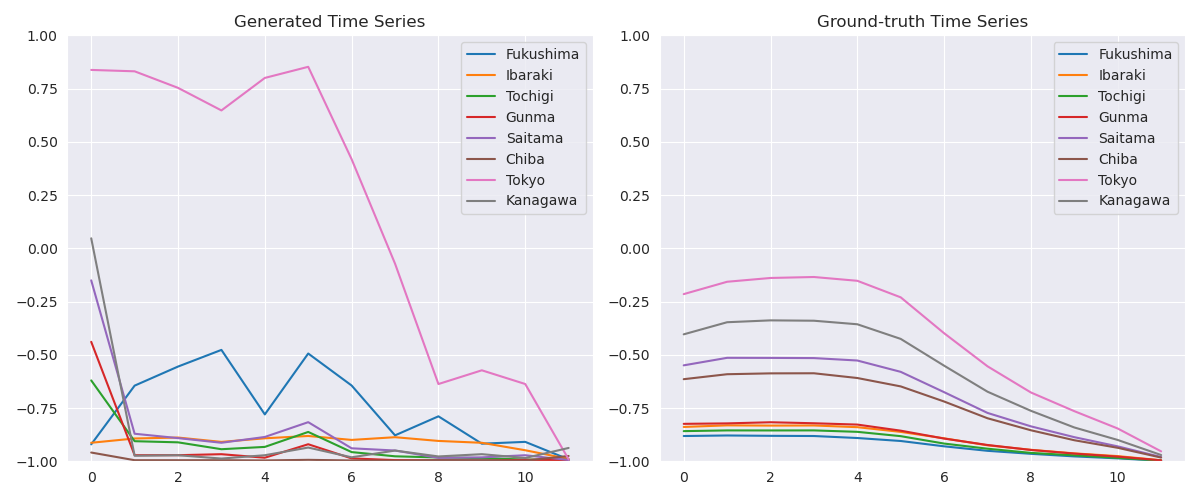 Generated Time Series
1.00
0.75
0.50
0.25
0.00
−0.25
−0.50
−0.75
−1.00
0 2 4 6 8 10
Fukushima
Ibaraki
Tochigi
Gunma
Saitama
Chiba
Tokyo
Kanagawa
Ground-truth Time Series
1.00
0.75
0.50
0.25
0.00
−0.25
−0.50
−0.75
−1.00
0 2 4 6 8 10
Fukushima
Ibaraki
Tochigi
Gunma
Saitama
Chiba
Tokyo
Kanagawa